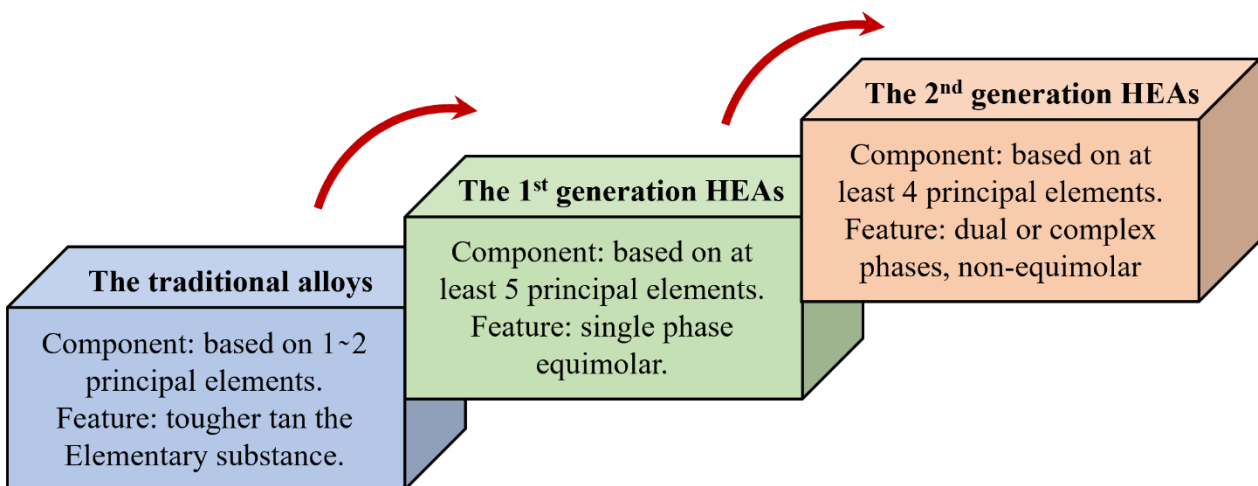 The traditional alloys
Component: based on 1~2
principal elements.
Feature: tougher tan the
Elementary substance.
The 1st generation HEAs
Component: based on at
least 5 principal elements.
Feature: single phase
equimolar.
The 2nd generation HEAs
Component: based on at
least 4 principal elements.
Feature: dual or complex
phases, non-equimolar